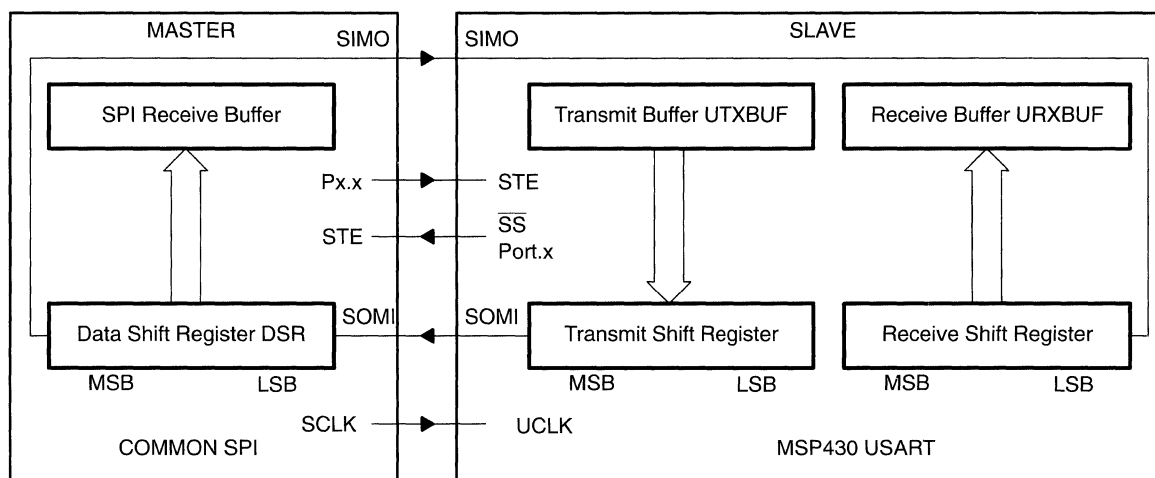 MASTER
SIMO
SPI Receive Buffer
Px.x
STE
SOMI
Data Shift Register DSR
MSB LSB
SCLK
COMMON SPI
SLAVE
SIMO
Transmit Buffer UTXBUF
Receive Buffer URXBUF
STE
SS
Port.x
SOMI
Transmit Shift Register
Receive Shift Register
MSB LSB
MSB LSB
UCLK
MSP430 USART